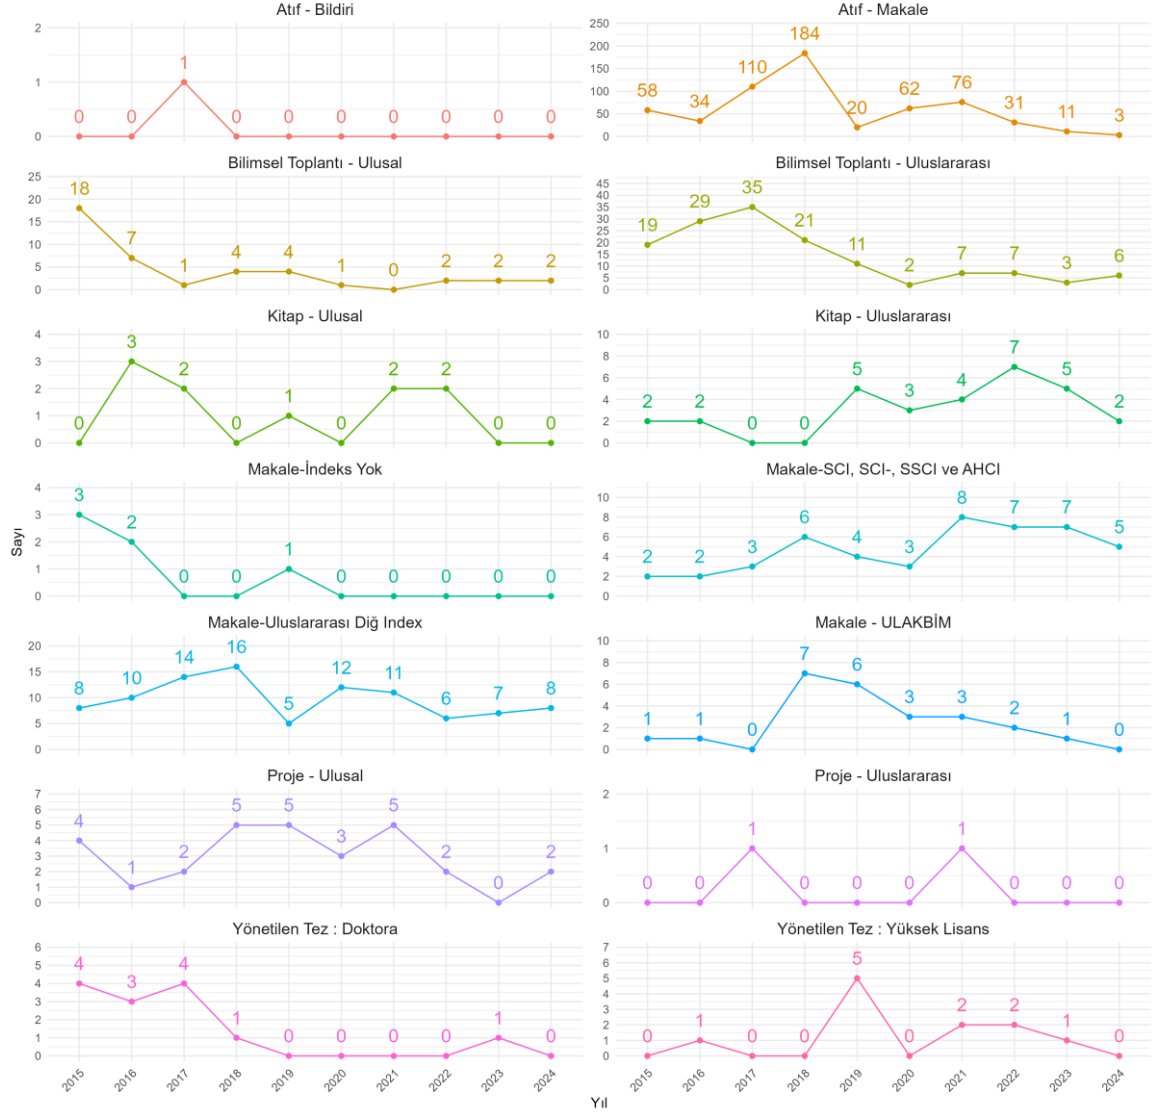 Atıf - Bildiri
2
1
0
0 0 1 0 0 0 0 0 0 0
Atıf - Makale
250
200
150
100
50
0
58 34 110 184 20 62 76 31 11 3
Bilimsel Toplantı - Ulusal
25
20
15
10
5
0
18 7 1 4 4 1 0 2 2 2
Bilimsel Toplantı - Uluslararası
45
40
35
30
25
20
15
10
5
0
19 29 35 21 11 2 7 7 3 6
Kitap - Ulusal
4
3
2
1
0
0 3 2 0 1 0 2 2 0 0
Kitap - Uluslararası
10
8
6
4
2
0
2 2 0 0 5 3 4 7 5 2
Makale-İndeks Yok
4
3
2
1
0
3 2 0 0 1 0 0 0 0 0
Makale-SCI, SCI-, SSCI ve AHCI
10
8
6
4
2
0
2 2 3 6 4 3 8 7 7 5
Sayı
Makale-Uluslararası Diğ Index
20
15
10
5
0
8 10 14 16 5 12 11 6 7 8
Makale - ULAKBİM
10
8
6
4
2
0
1 1 0 7 6 3 3 2 1 0
Proje - Ulusal
7
6
5
4
3
2
1
0
4 1 2 5 5 3 5 2 0 2
Proje - Uluslararası
2
1
0
0 0 1 0 0 0 1 0 0 0
Yönetilen Tez : Doktora
6
5
4
3
2
1
0
4 3 4 1 0 0 0 0 1 0
2015 2016 2017 2018 2019 2020 2021 2022 2023 2024
Yönetilen Tez : Yüksek Lisans
7
6
5
4
3
2
1
0
0 1 0 0 5 0 2 2 1 0
2015 2016 2017 2018 2019 2020 2021 2022 2023 2024
Yıl